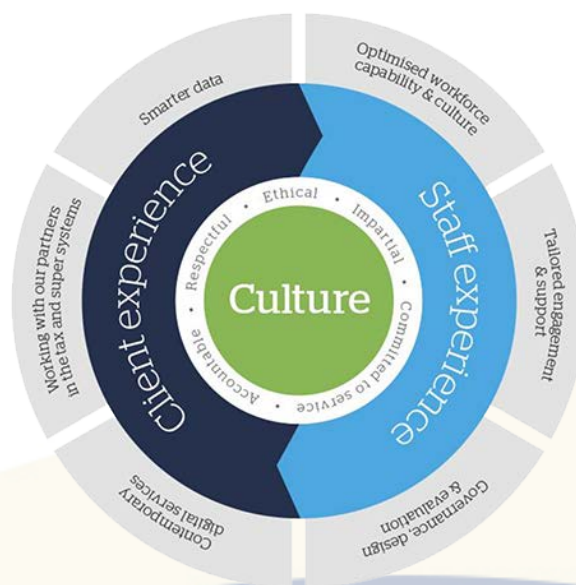 Smarter data
Optimised workforce
capability & culture
Tailored engagement
& support
Governance, design
& evaluation
Contemporary
digital services
Working with our partners
in the tax and super systems
Client experience
Staff experience
Ethical • Impartial • Committed to service • Accountable • Respectful •
Culture